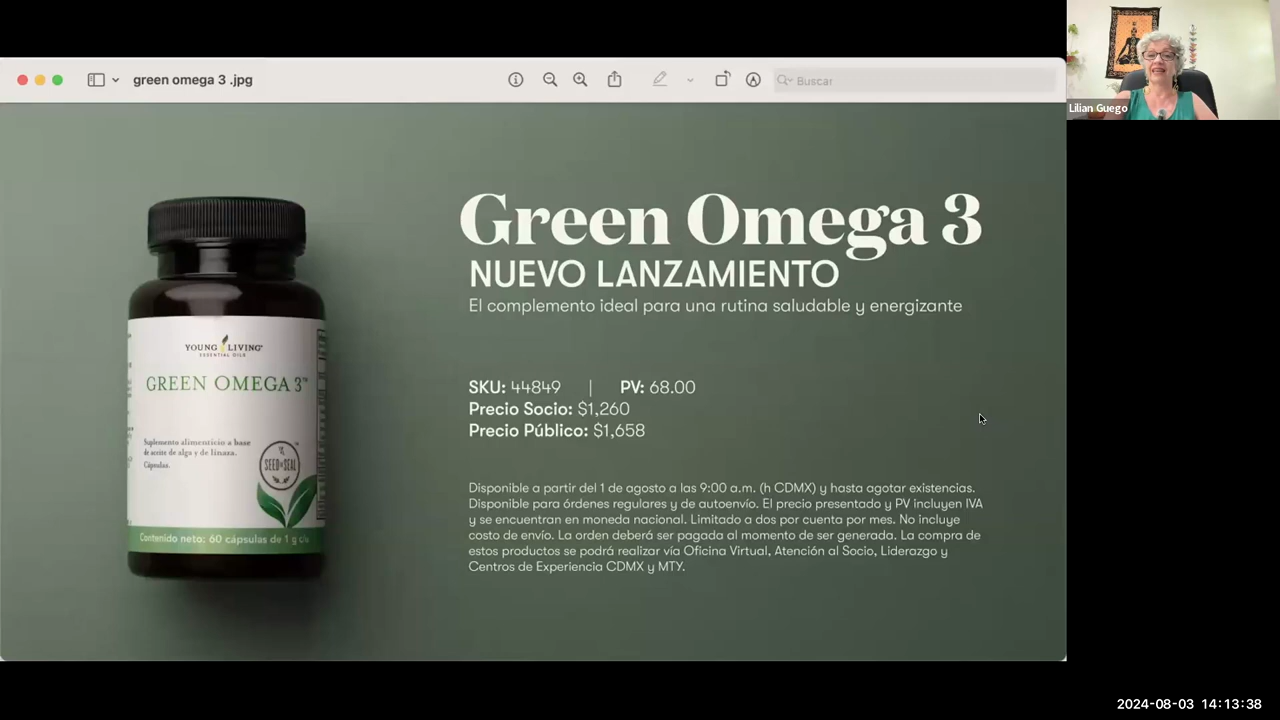 green omega 3 .jpg
Buscar
Lilian Guego
Green Omega 3
NUEVO LANZAMIENTO
El complemento ideal para una rutina saludable y energizante
SKU: 44849 | PV: 68.00
Precio Socio: $1,260
Precio Público: $1,658
Disponible a partir del 1 de agosto a las 9:00 a.m. (h CDMX) y hasta agotar existencias.
Disponible para órdenes regulares y de autoenvío. El precio presentado y PV incluyen IVA
y se encuentran en moneda nacional. Limitado a dos por cuenta por mes. No incluye
costo de envío. La orden deberá ser pagada al momento de ser generada. La compra de
estos productos se podrá realizar vía Oficina Virtual, Atención al Socio, Liderazgo y
Centros de Experiencia CDMX y MTY.
YOUNG LIVING
ESSENTIAL OILS
GREEN OMEGA 3™
Suplemento alimenticio a base
de aceite de alga y de linaza.
Cápsulas.
SEED TO SEAL
Contenido neto: 60 cápsulas de 1 g c/u
2024-08-03 14:13:38